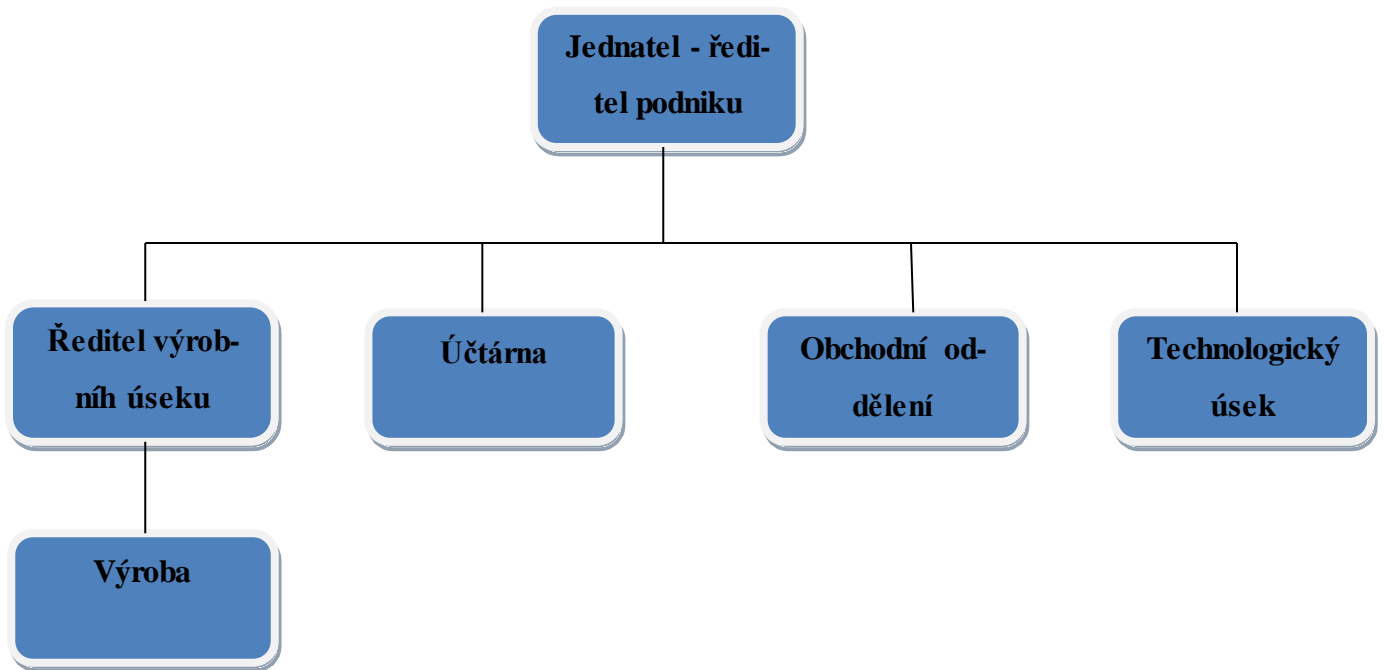 Jednatel - ředi-
tel podniku
Ředitel výrob-
níh úseku
Účtárna
Obchodní od-
dělení
Technologický
úsek
Výroba